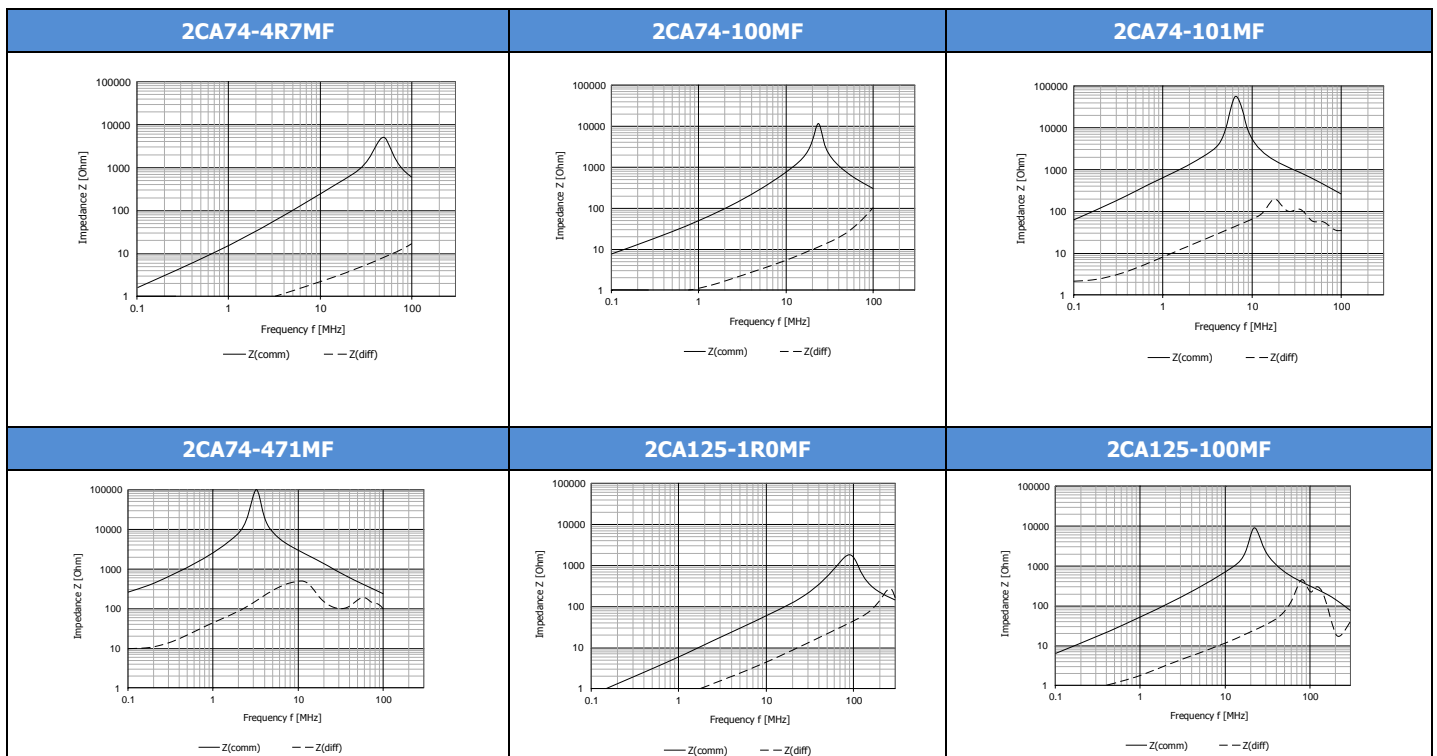 2CA74-4R7MF
2CA74-100MF
2CA74-101MF
100000
10000
1000
100
10
1
0.1
1
10
100
Impedance Z [Ohm]
Frequency f [MHz]
Z(comm)
Z(diff)
100000
10000
1000
100
10
1
0.1
1
10
100
Impedance Z [Ohm]
Frequency f [MHz]
Z(comm)
Z(diff)
100000
10000
1000
100
10
1
0.1
1
10
100
Impedance Z [Ohm]
Frequency f [MHz]
Z(comm)
Z(diff)
2CA74-471MF
2CA125-1R0MF
2CA125-100MF
100000
10000
1000
100
10
1
0.1
1
10
100
Impedance Z [Ohm]
Frequency f [MHz]
Z(comm)
Z(diff)
100000
10000
1000
100
10
1
0.1
1
10
100
Impedance Z [Ohm]
Frequency f [MHz]
Z(comm)
Z(diff)
100000
10000
1000
100
10
1
0.1
1
10
100
Impedance Z [Ohm]
Frequency f [MHz]
Z(comm)
Z(diff)